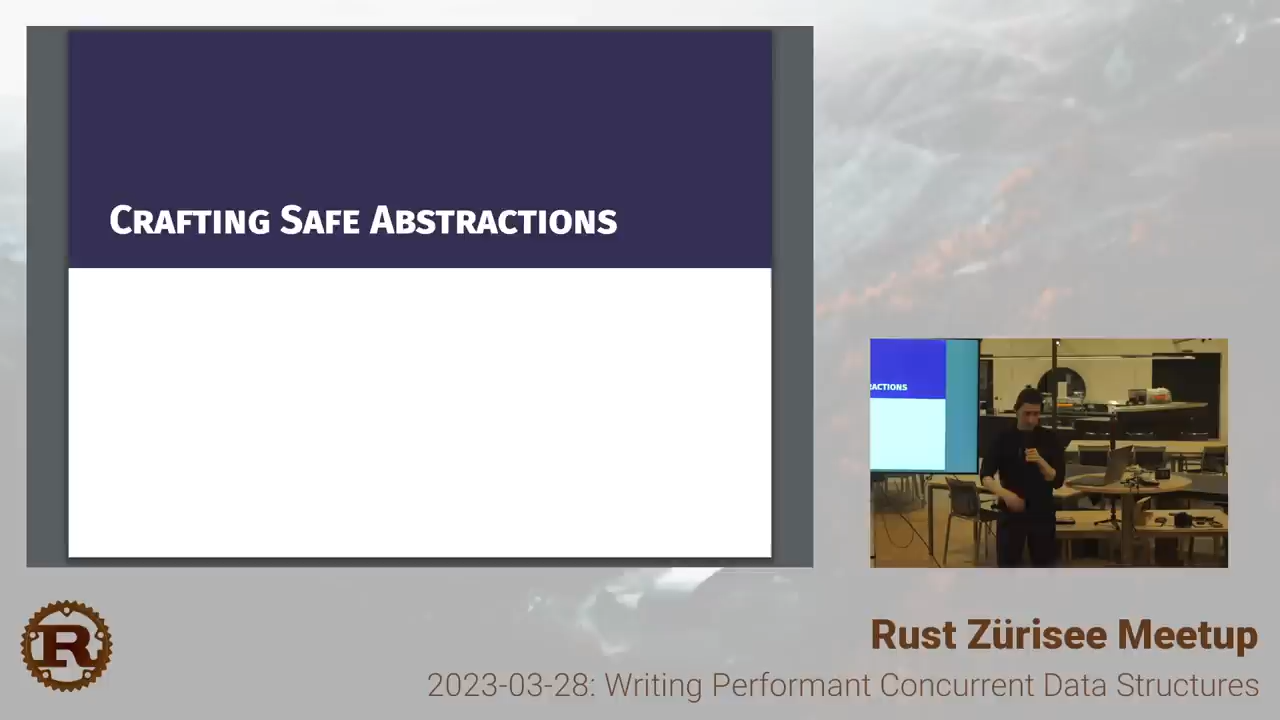 Crafting Safe Abstractions
RACTIONS
R
Rust Zürisee Meetup
2023-03-28: Writing Performant Concurrent Data Structures